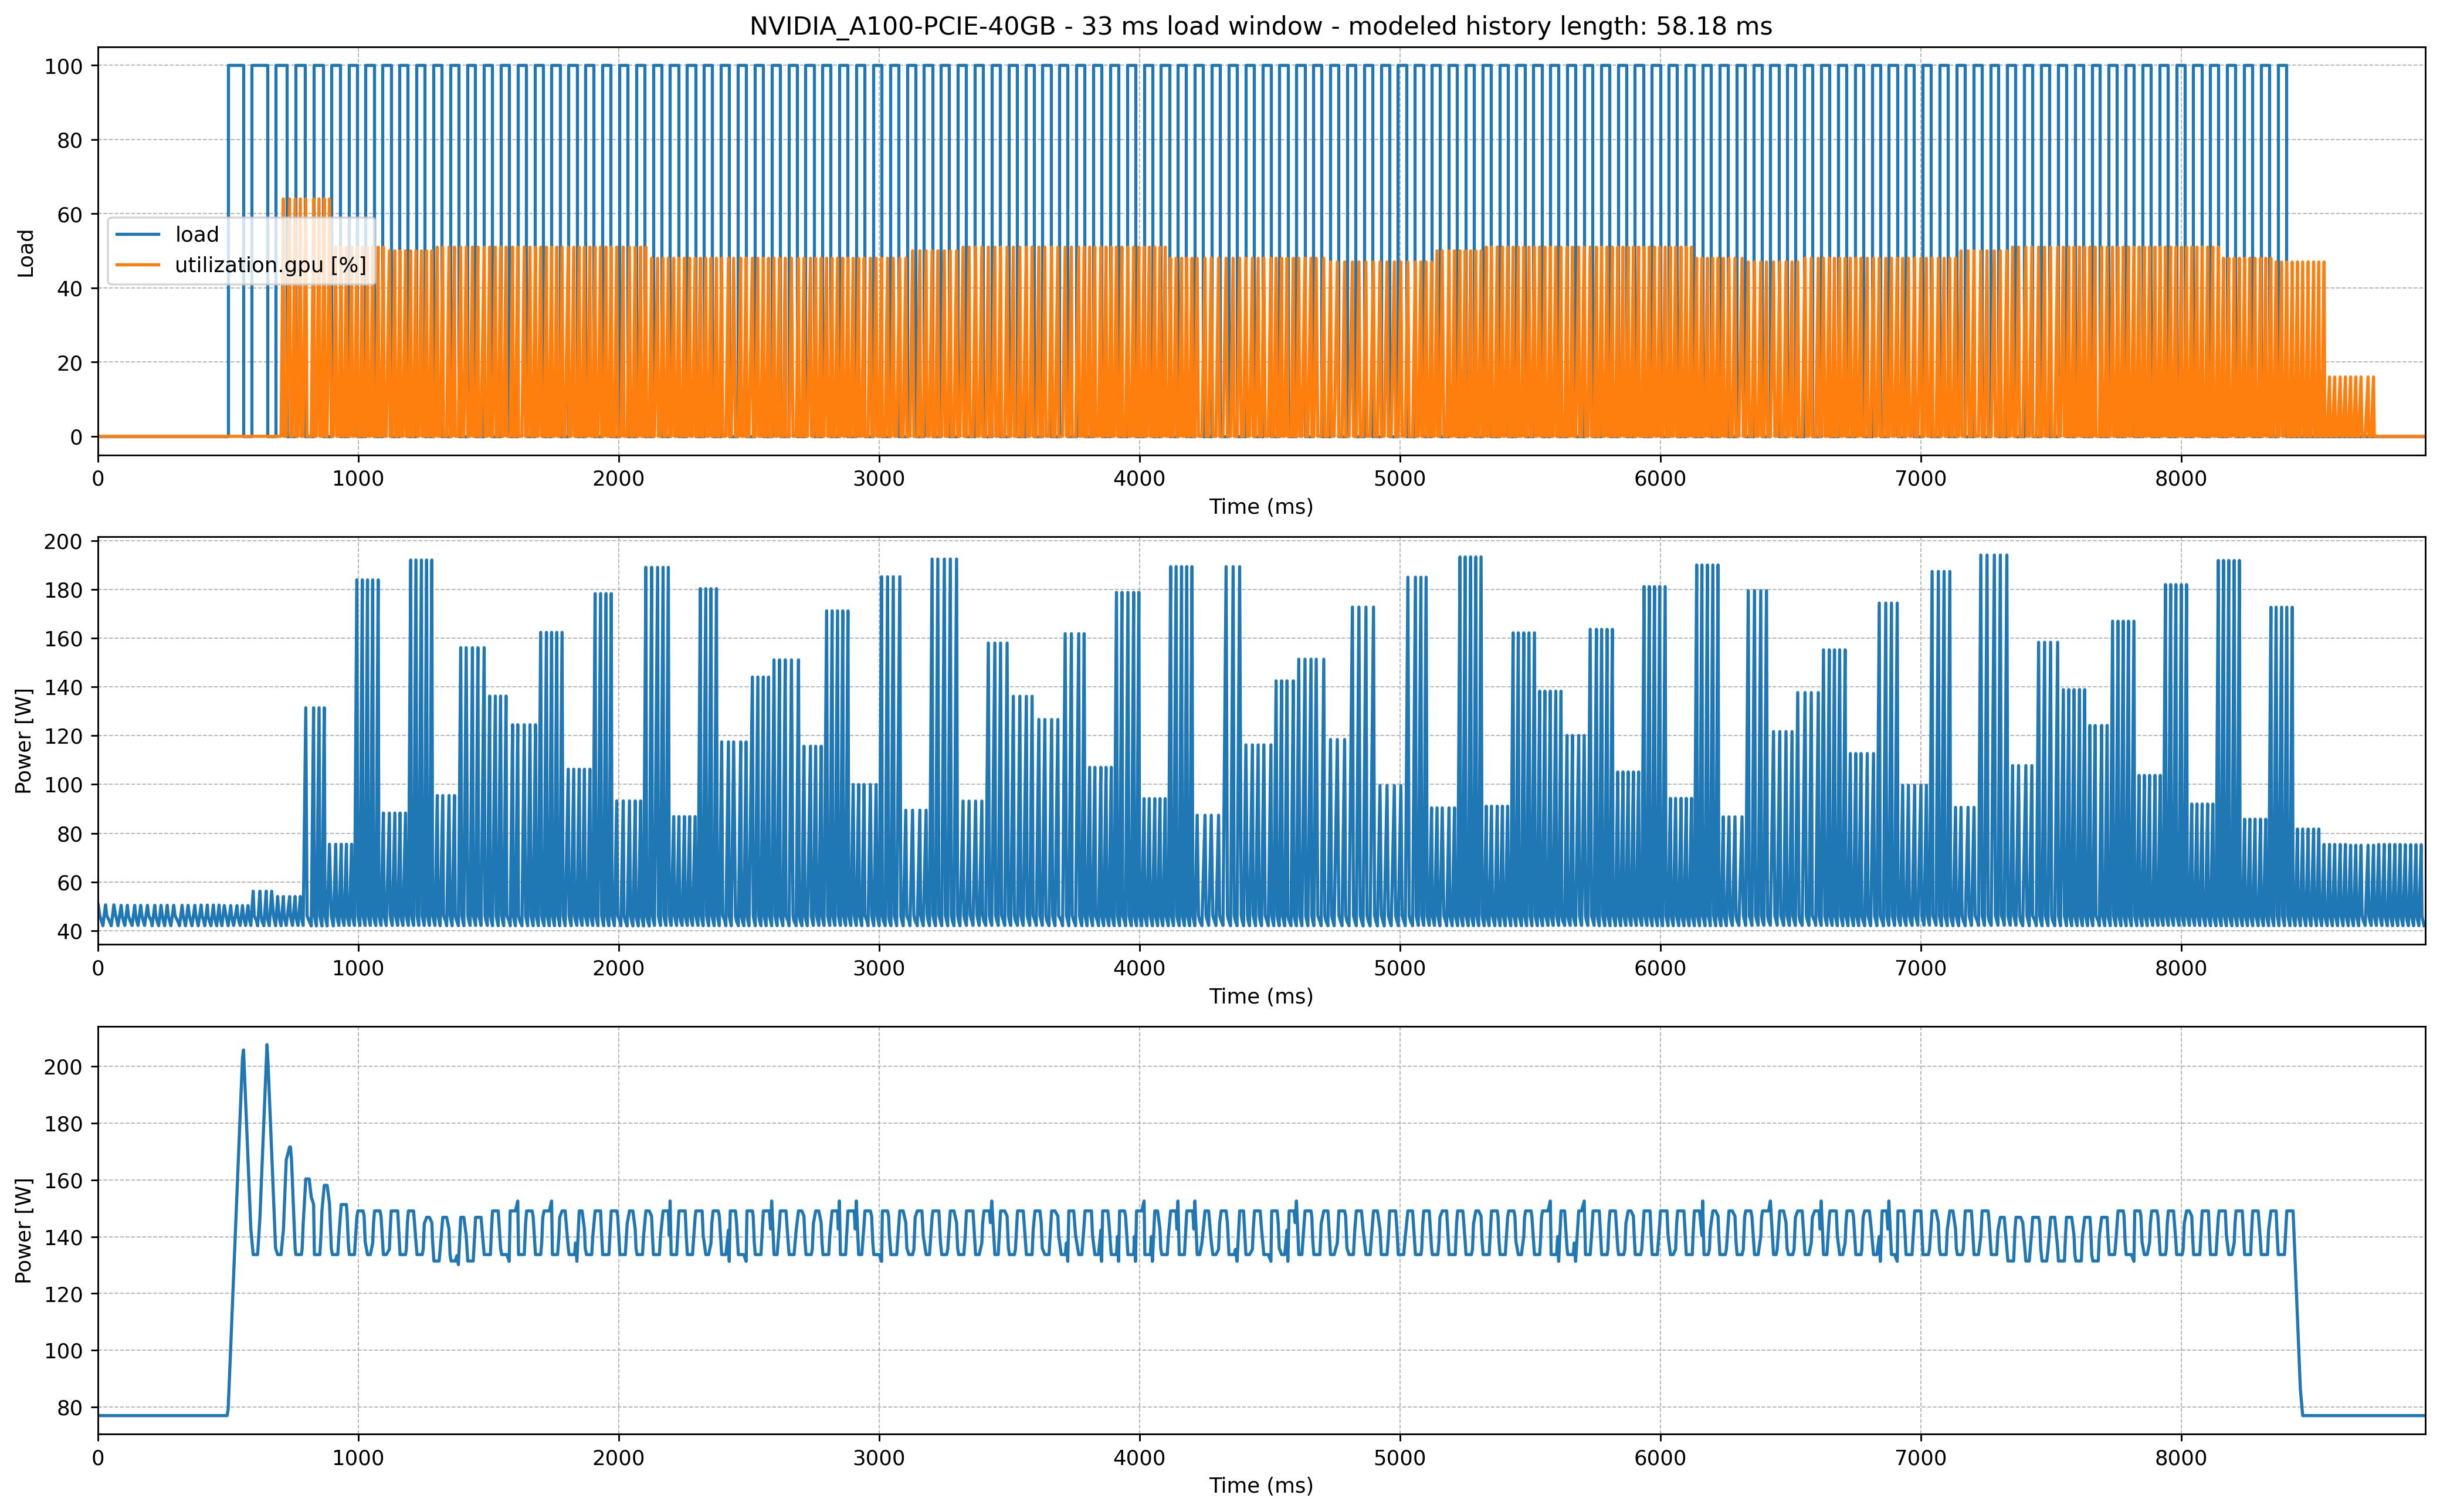 NVIDIA_A100-PCIE-40GB - 33 ms load window - modeled history length: 58.18 ms
100
80
60
40
20
0
Load
load
utilization.gpu [%]
0 1000 2000 3000 4000 5000 6000 7000 8000
Time (ms)
200
180
160
140
120
100
80
60
40
Power [W]
0 1000 2000 3000 4000 5000 6000 7000 8000
Time (ms)
200
180
160
140
120
100
80
Power [W]
0 1000 2000 3000 4000 5000 6000 7000 8000
Time (ms)